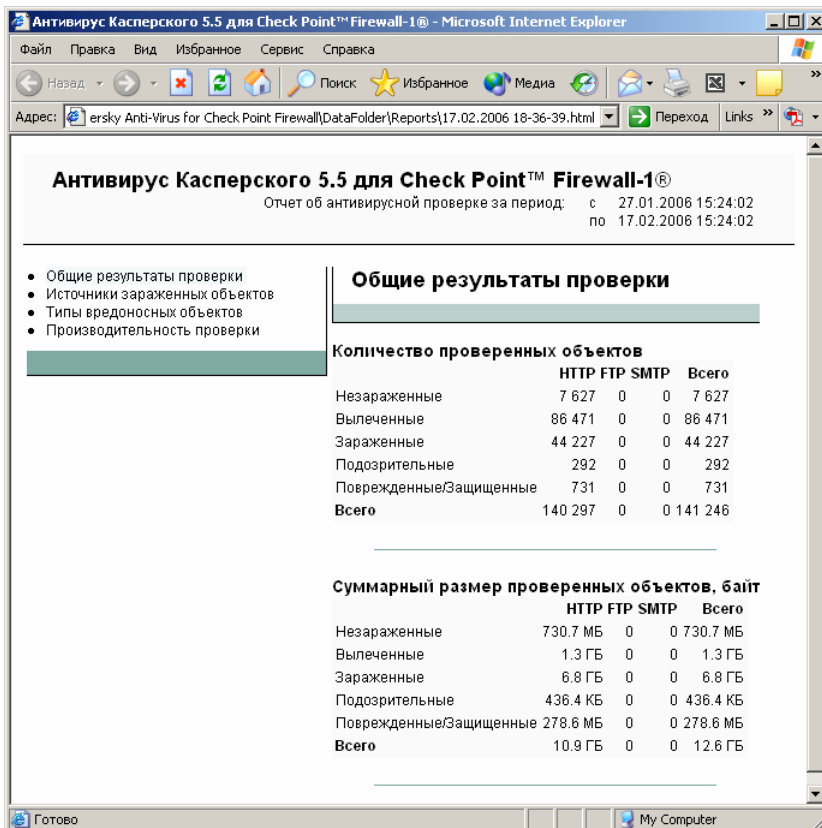 Антивирус Касперского 5.5 для Check Point™ Firewall-1® - Microsoft Internet Explorer
Файл Правка Вид Избранное Сервис Справка
Назад Поиск Избранное Медиа »
Адрес: ersky Anti-Virus for Check Point Firewall\DataFolder\Reports\17.02.2006 18-36-39.html Переход Links »
Антивирус Касперского 5.5 для Check Point™ Firewall-1®
Отчет об антивирусной проверке за период: с 27.01.2006 15:24:02
по 17.02.2006 15:24:02
• Общие результаты проверки
• Источники зараженных объектов
• Типы вредоносных объектов
• Производительность проверки
Общие результаты проверки
Количество проверенных объектов
HTTP FTP SMTP Всего
Незараженные 7 627 0 0 7 627
Вылеченные 86 471 0 0 86 471
Зараженные 44 227 0 0 44 227
Подозрительные 292 0 0 292
Поврежденные/Защищенные 731 0 0 731
Всего 140 297 0 0 141 246
Суммарный размер проверенных объектов, байт
HTTP FTP SMTP Всего
Незараженные 730.7 МБ 0 0 730.7 МБ
Вылеченные 1.3 ГБ 0 0 1.3 ГБ
Зараженные 6.8 ГБ 0 0 6.8 ГБ
Подозрительные 436.4 КБ 0 0 436.4 КБ
Поврежденные/Защищенные 278.6 МБ 0 0 278.6 МБ
Всего 10.9 ГБ 0 0 12.6 ГБ
Готово My Computer